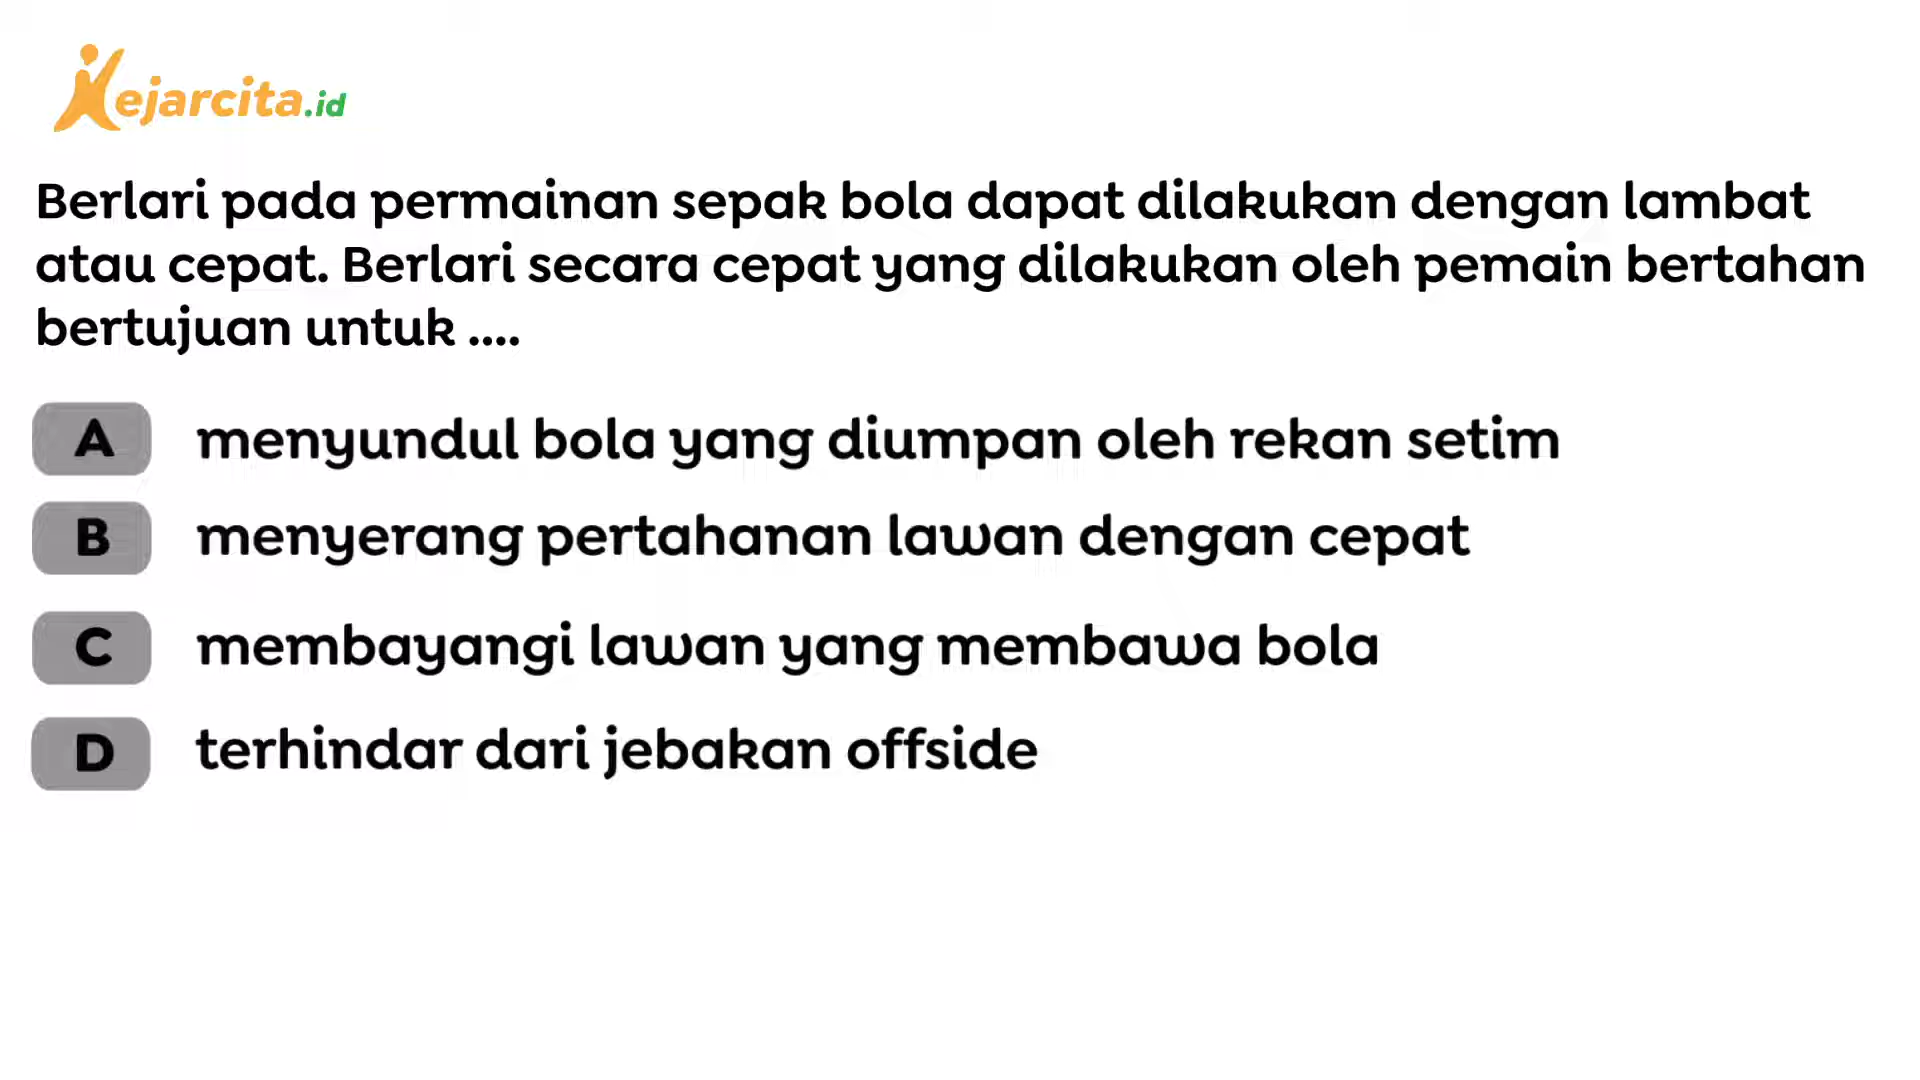 Kejarcita.id
Berlari pada permainan sepak bola dapat dilakukan dengan lambat
atau cepat. Berlari secara cepat yang dilakukan oleh pemain bertahan
bertujuan untuk ....
A menyundul bola yang diumpan oleh rekan setim
B menyerang pertahanan lawan dengan cepat
C membayangi lawan yang membawa bola
D terhindar dari jebakan offside